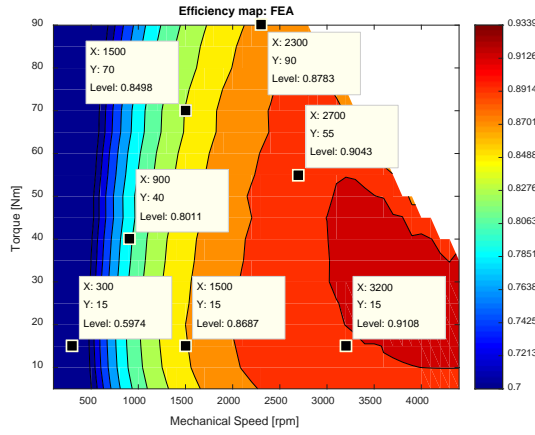 Efficiency map: FEA
90
80
70
60
50
40
30
20
10
Torque [Nm]
500
1000
1500
2000
2500
3000
3500
4000
Mechanical Speed [rpm]
X: 1500
Y: 70
Level: 0.8498
X: 2300
Y: 90
Level: 0.8783
X: 2700
Y: 55
Level: 0.9043
X: 900
Y: 40
Level: 0.8011
X: 300
Y: 15
Level: 0.5974
X: 1500
Y: 15
Level: 0.8687
X: 3200
Y: 15
Level: 0.9108
0.9339
0.9126
0.8913
0.8701
0.8488
0.8276
0.8063
0.7851
0.7638
0.7425
0.7213
0.7